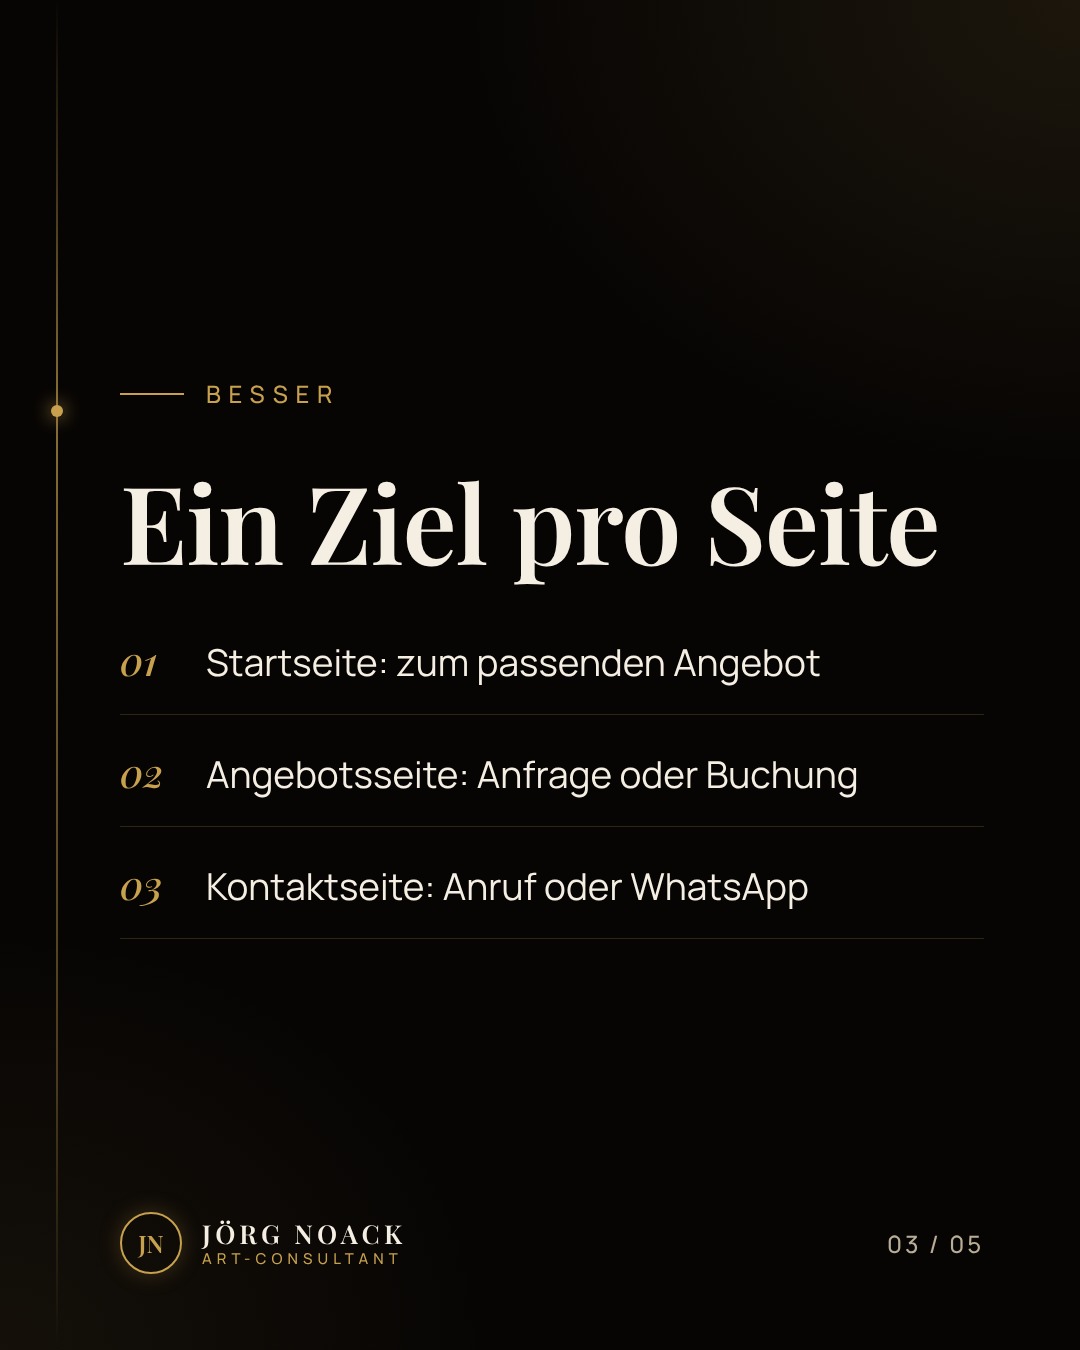 BESSER
Ein Ziel pro Seite
01 Startseite: zum passenden Angebot
02 Angebotsseite: Anfrage oder Buchung
03 Kontaktseite: Anruf oder WhatsApp
JN
JÖRG NOACK
ART-CONSULTANT
03 / 05